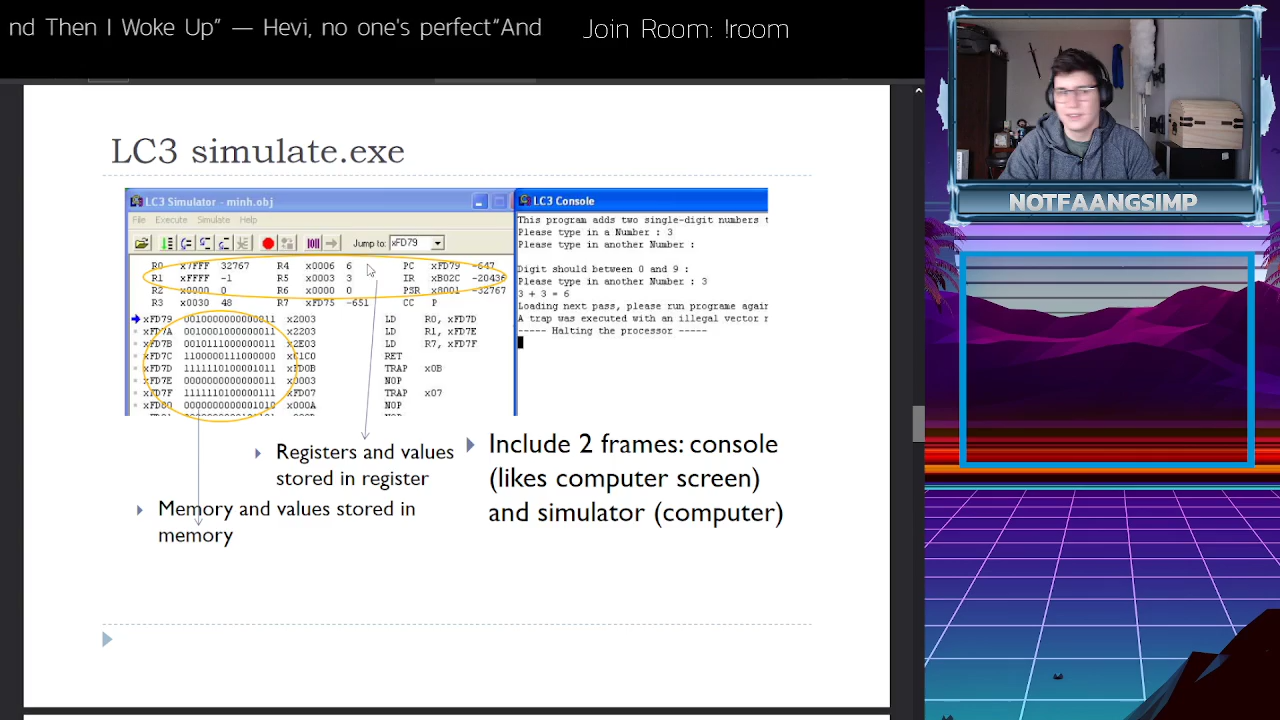 nd Then I Woke Up” — Hevi, no one's perfect“And
Join Room: !room
NOTFAANGSIMP
LC3 simulate.exe
LC3 Simulator - minh.obj
File Execute Simulate Help
Jump to: xFD79
R0 x7FFF 32767 R4 x0006 6 PC xFD79 -647
R1 xFFFF -1 R5 x0003 3 IR xB02C -20436
R2 x0000 0 R6 x0000 0 PSR x8001 -32767
R3 x0030 48 R7 xFD75 -651 CC P
xFD79 0010000000000011 x2003 LD R0, xFD7D
xFD7A 0010001000000011 x2203 LD R1, xFD7E
xFD7B 0010111000000011 x2E03 LD R7, xFD7F
xFD7C 1100000111000000 xC1C0 RET
xFD7D 1111110100001011 xFD0B TRAP x0B
xFD7E 0000000000000011 x0003 NOP
xFD7F 1111110100000111 xFD07 TRAP x07
xFD80 0000000000001010 x000A NOP
LC3 Console
This program adds two single-digit numbers
Please type in a Number : 3
Please type in another Number :
Digit should between 0 and 9 :
Please type in another Number : 3
3 + 3 = 6
Loading next pass, please run programe again
A trap was executed with an illegal vector
----- Halting the processor -----
Registers and values
stored in register
Memory and values stored in
memory
Include 2 frames: console
(likes computer screen)
and simulator (computer)